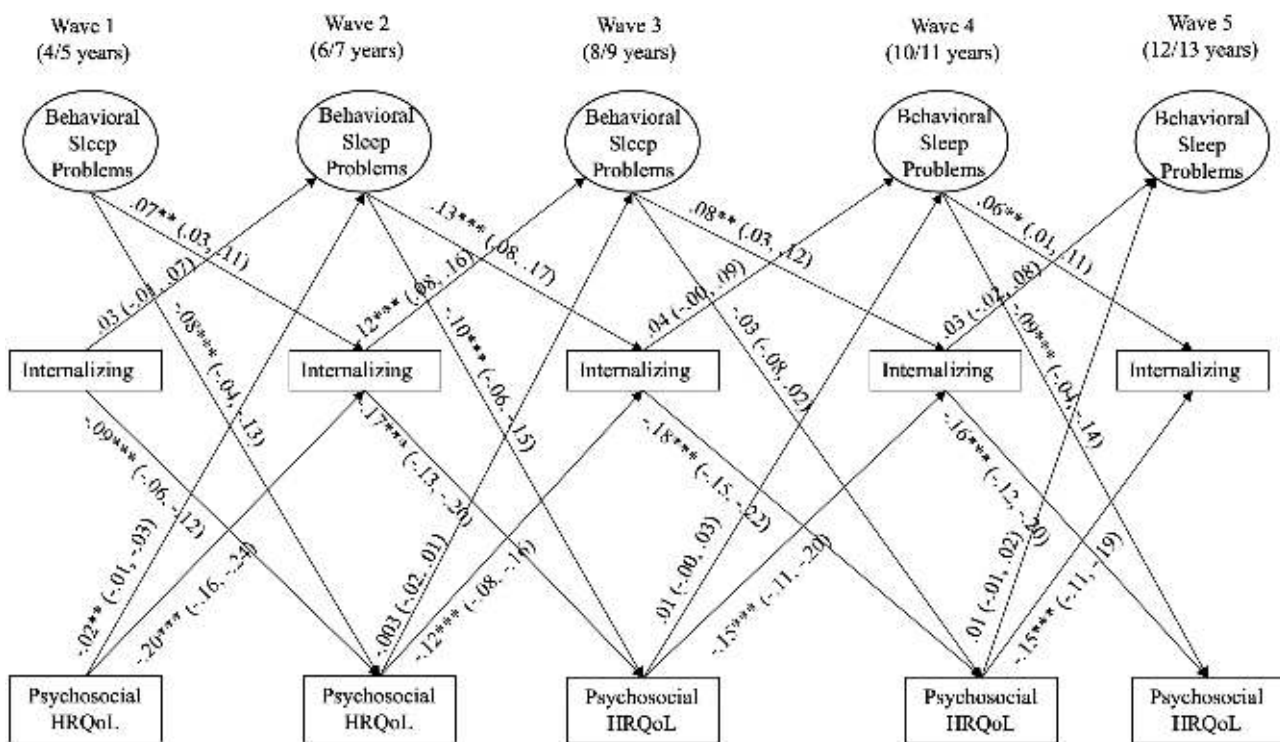 Wave 1
(4/5 years)
Wave 2
(6/7 years)
Wave 3
(8/9 years)
Wave 4
(10/11 years)
Wave 5
(12/13 years)
Behavioral
Sleep
Problems
Behavioral
Sleep
Problems
Behavioral
Sleep
Problems
Behavioral
Sleep
Problems
Behavioral
Sleep
Problems
.07** (.03, .11)
.03 (-.01, .07)
-.08*** (-.04, -.13)
.13*** (.08, .17)
.12*** (.08, .16)
-.10*** (-.06, -.15)
.08** (.03, .12)
.04 (-.00, .09)
-.03 (-.08, .02)
.06** (.01, .11)
.03 (-.02, .08)
-.09*** (-.04, -.14)
Internalizing
Internalizing
Internalizing
Internalizing
Internalizing
-.09*** (-.06, -.12)
-.02** (-.01, -.03)
-.20*** (-.16, -.24)
-.17*** (-.13, -.20)
-.003 (-.02, .01)
-.12*** (-.08, -.16)
-.18*** (-.15, -.22)
.01 (-.00, .03)
-.15*** (-.11, -.20)
-.16*** (-.12, -.20)
.01 (-.01, .02)
-.15*** (-.11, -.19)
Psychosocial
HRQoL
Psychosocial
HRQoL
Psychosocial
HRQoL
Psychosocial
HRQoL
Psychosocial
HRQoL